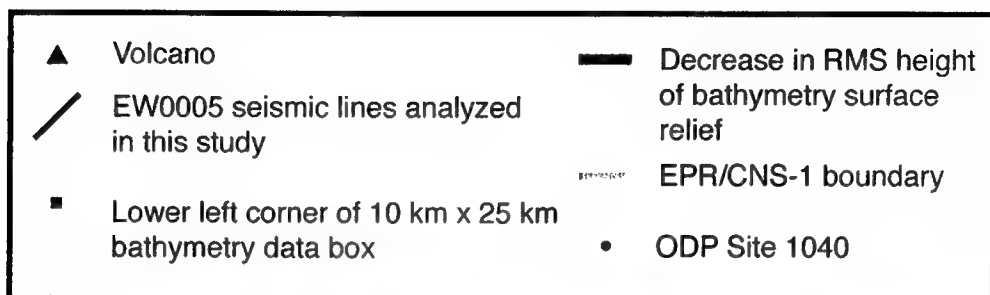 Volcano
EW0005 seismic lines analyzed
in this study
Lower left corner of 10 km x 25 km
bathymetry data box
Decrease in RMS height
of bathymetry surface
relief
EPR/CNS-1 boundary
ODP Site 1040